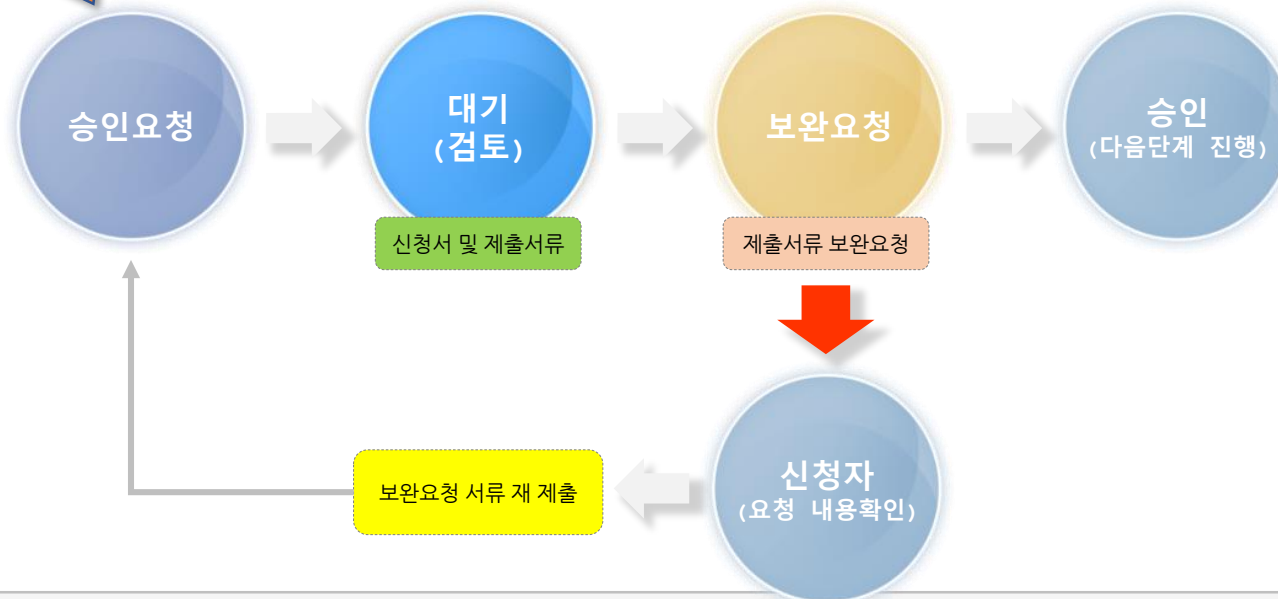 승인요청
대기
(검토)
보완요청
승인
(다음단계 진행)
신청서 및 제출서류
제출서류 보완요청
신청자
(요청 내용확인)
보완요청 서류 재 제출